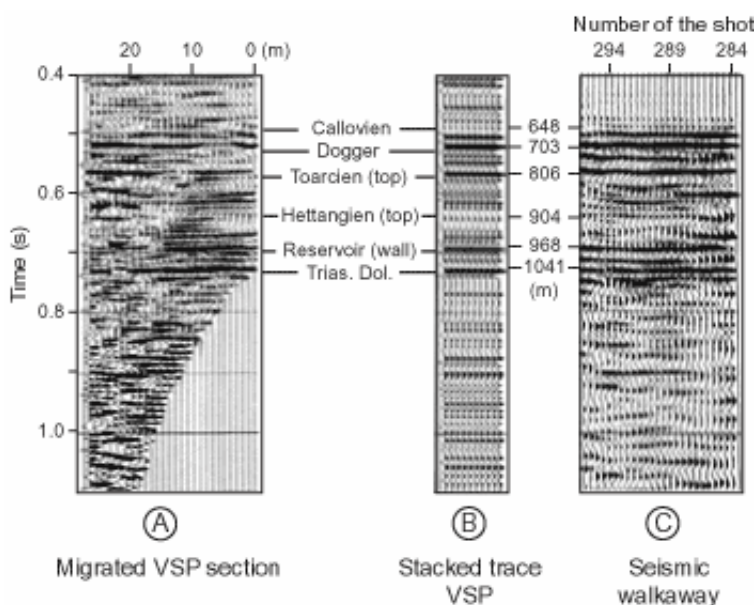 Number of the shot
20 10 0 (m)
294 289 284
0.4
Callovien 648
Dogger 703
Toarcien (top) 806
0.6
Hettangien (top) 904
Reservoir (wall) 968
Trias. Dol. 1041
(m)
Time (s)
0.8
1.0
A B C
Migrated VSP section Stacked trace Seismic
VSP walkaway